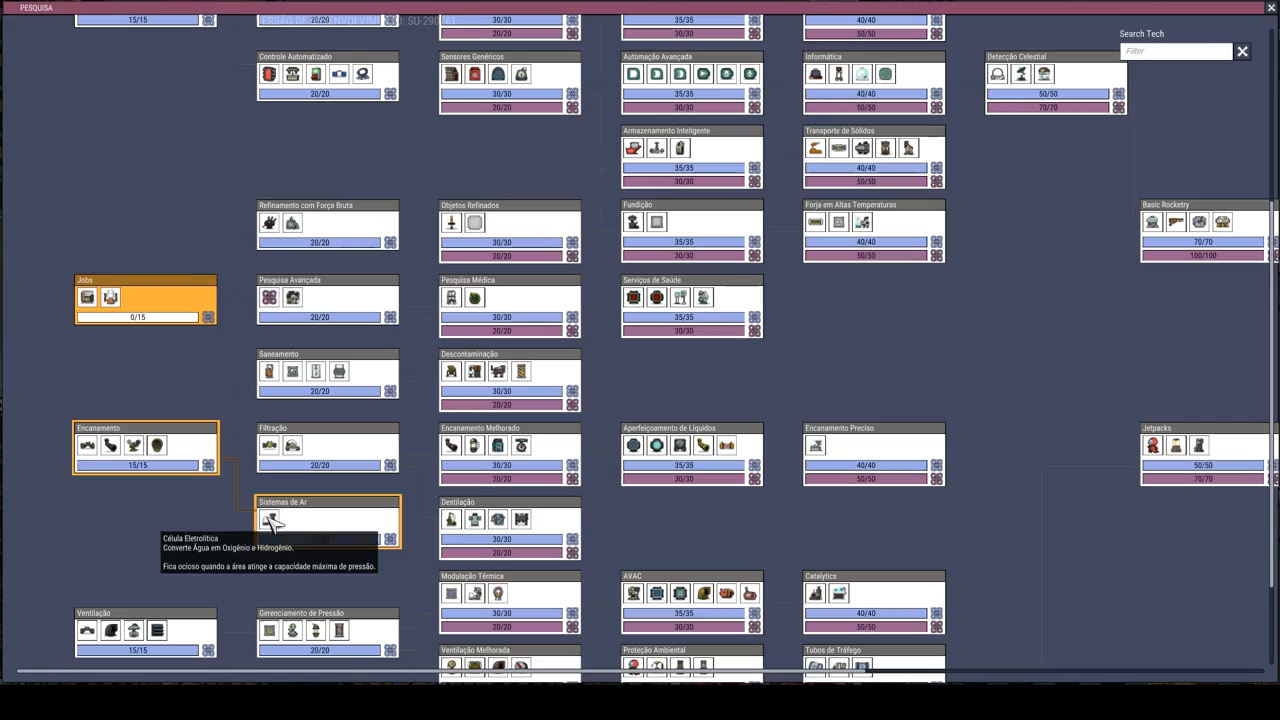 PESQUISA
ERSÃO DE
ENVOLVIM
O: SU-290
61
15/15
20/20
30/30
20/20
35/35
30/30
40/40
50/50
Search Tech
Filter
Controle Automatizado
20/20
Sensores Genéricos
30/30
20/20
Automação Avançada
35/35
30/30
Informática
40/40
50/50
Detecção Celestial
50/50
70/70
Armazenamento Inteligente
35/35
30/30
Transporte de Sólidos
40/40
50/50
Refinamento com Força Bruta
20/20
Objetos Refinados
30/30
20/20
Fundição
35/35
30/30
Forja em Altas Temperaturas
40/40
50/50
Basic Rocketry
70/70
100/100
Jobs
0/15
Pesquisa Avançada
20/20
Pesquisa Médica
30/30
20/20
Serviços de Saúde
35/35
30/30
Saneamento
20/20
Descontaminação
30/30
20/20
Encanamento
15/15
Filtração
20/20
Encanamento Melhorado
30/30
20/20
Aperfeiçoamento de Líquidos
35/35
30/30
Encanamento Preciso
40/40
50/50
Jetpacks
50/50
70/70
Sistemas de Ar
Destilação
30/30
20/20
Célula Eletrolítica
Converte Água em Oxigênio e Hidrogênio.
Fica ocioso quando a área atinge a capacidade máxima de pressão.
Modulação Térmica
30/30
20/20
AVAC
35/35
30/30
Catalytics
40/40
50/50
Ventilação
15/15
Gerenciamento de Pressão
20/20
Ventilação Melhorada
Proteção Ambiental
Tubos de Tráfego